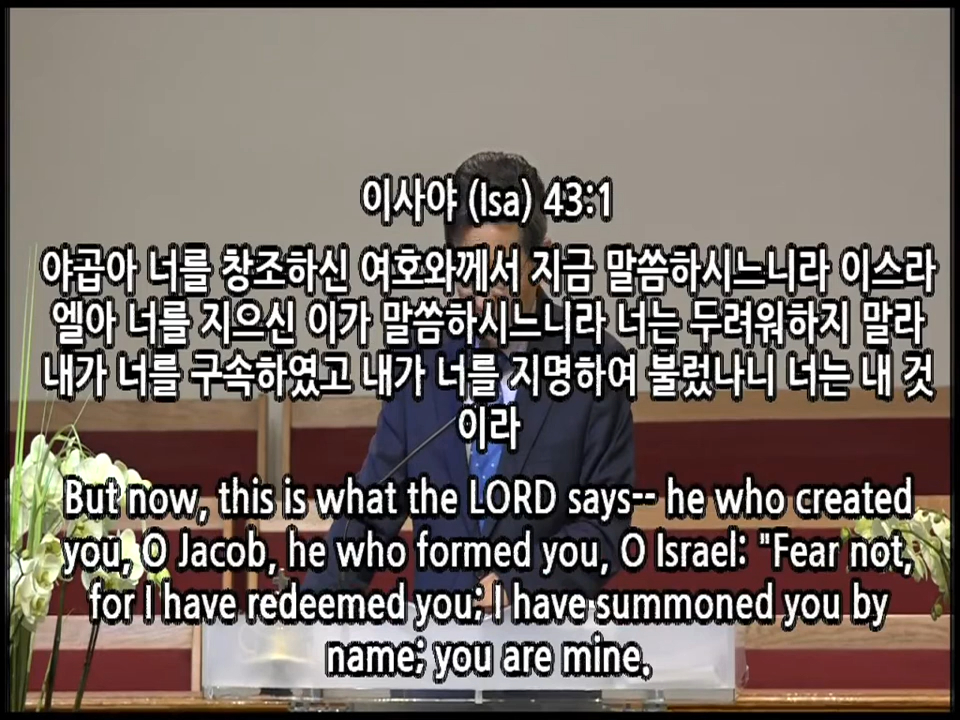 이사야 (Isa) 43:1
야곱아 너를 창조하신 여호와께서 지금 말씀하시느니라 이스라
엘아 너를 지으신 이가 말씀하시느니라 너는 두려워하지 말라
내가 너를 구속하였고 내가 너를 지명하여 불렀나니 너는 내 것
이라
But now, this is what the LORD says-- he who created
you, O Jacob, he who formed you, O Israel: "Fear not,
for I have redeemed you; I have summoned you by
name; you are mine.